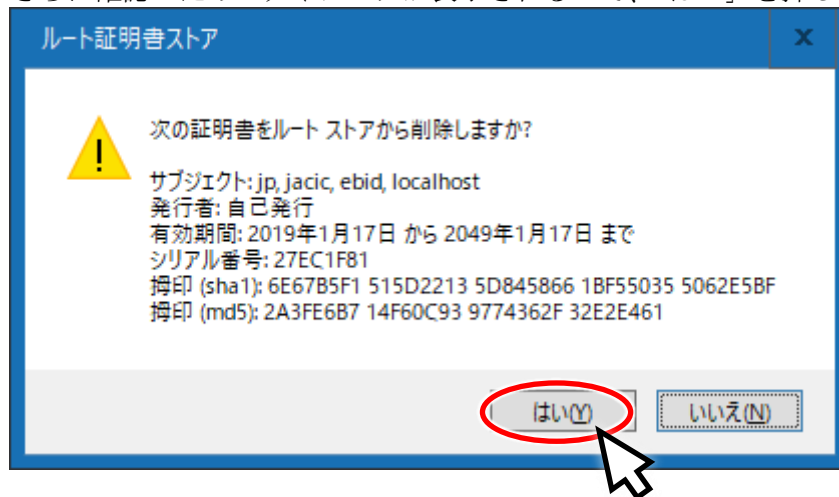 ルート証明書ストア
x
次の証明書をルート ストアから削除しますか?
サブジェクト: jp, jacic, ebid, localhost
発行者: 自己発行
有効期間: 2019年1月17日 から 2049年1月17日 まで
シリアル番号: 27EC1F81
拇印 (sha1): 6E67B5F1 515D2213 5D845866 1BF55035 5062E5BF
拇印 (md5): 2A3FE6B7 14F60C93 9774362F 32E2E461
はい(Y) いいえ(N)